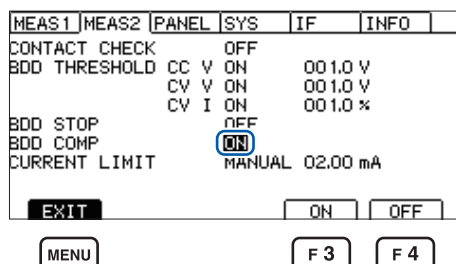 MEAS1 MEAS2 PANEL SYS IF INFO
CONTACT CHECK OFF
BDD THRESHOLD CC V ON 001.0 V
CV V ON 001.0 V
CV I ON 001.0 %
BDD STOP OFF
BDD COMP ON
CURRENT LIMIT MANUAL 02.00 mA
EXIT ON OFF
MENU F 3 F 4